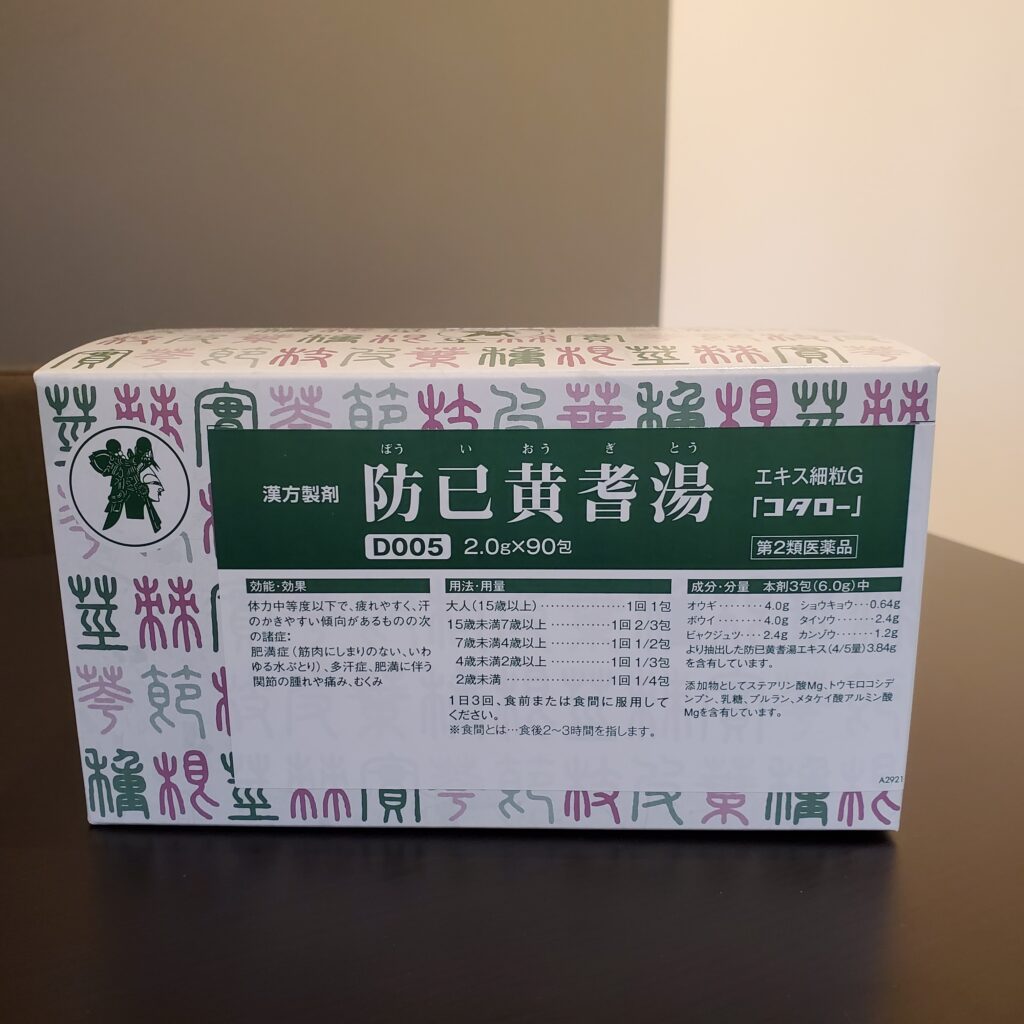 漢方製剤
ぼう い おう ぎ とう
防已黄耆湯
エキス細粒G
「コタロー」
D005 2.0g×90包
第2類医薬品
効能・効果
体力中等度以下で、疲れやすく、汗
のかきやすい傾向があるものの次
の諸症:
肥満症(筋肉にしまりのない、いわ
ゆる水ぶとり)、多汗症、肥満に伴う
関節の腫れや痛み、むくみ
用法・用量
大人(15歳以上)……………1回 1包
15歳未満7歳以上…………1回 2/3包
7歳未満4歳以上…………1回 1/2包
4歳未満2歳以上…………1回 1/3包
2歳未満……………………1回 1/4包
1日3回、食前または食間に服用して
ください。
※食間とは…食後2〜3時間を指します。
成分・分量 本剤3包(6.0g)中
オウギ………4.0g ショウキョウ…0.64g
ボウイ………4.0g タイソウ………2.4g
ビャクジュツ…2.4g カンゾウ………1.2g
より抽出した防已黄耆湯エキス(4/5量)3.84g
を含有しています。
添加物としてステアリン酸Mg、トウモロコシデ
ンプン、乳糖、プルラン、メタケイ酸アルミン酸
Mgを含有しています。
A2921